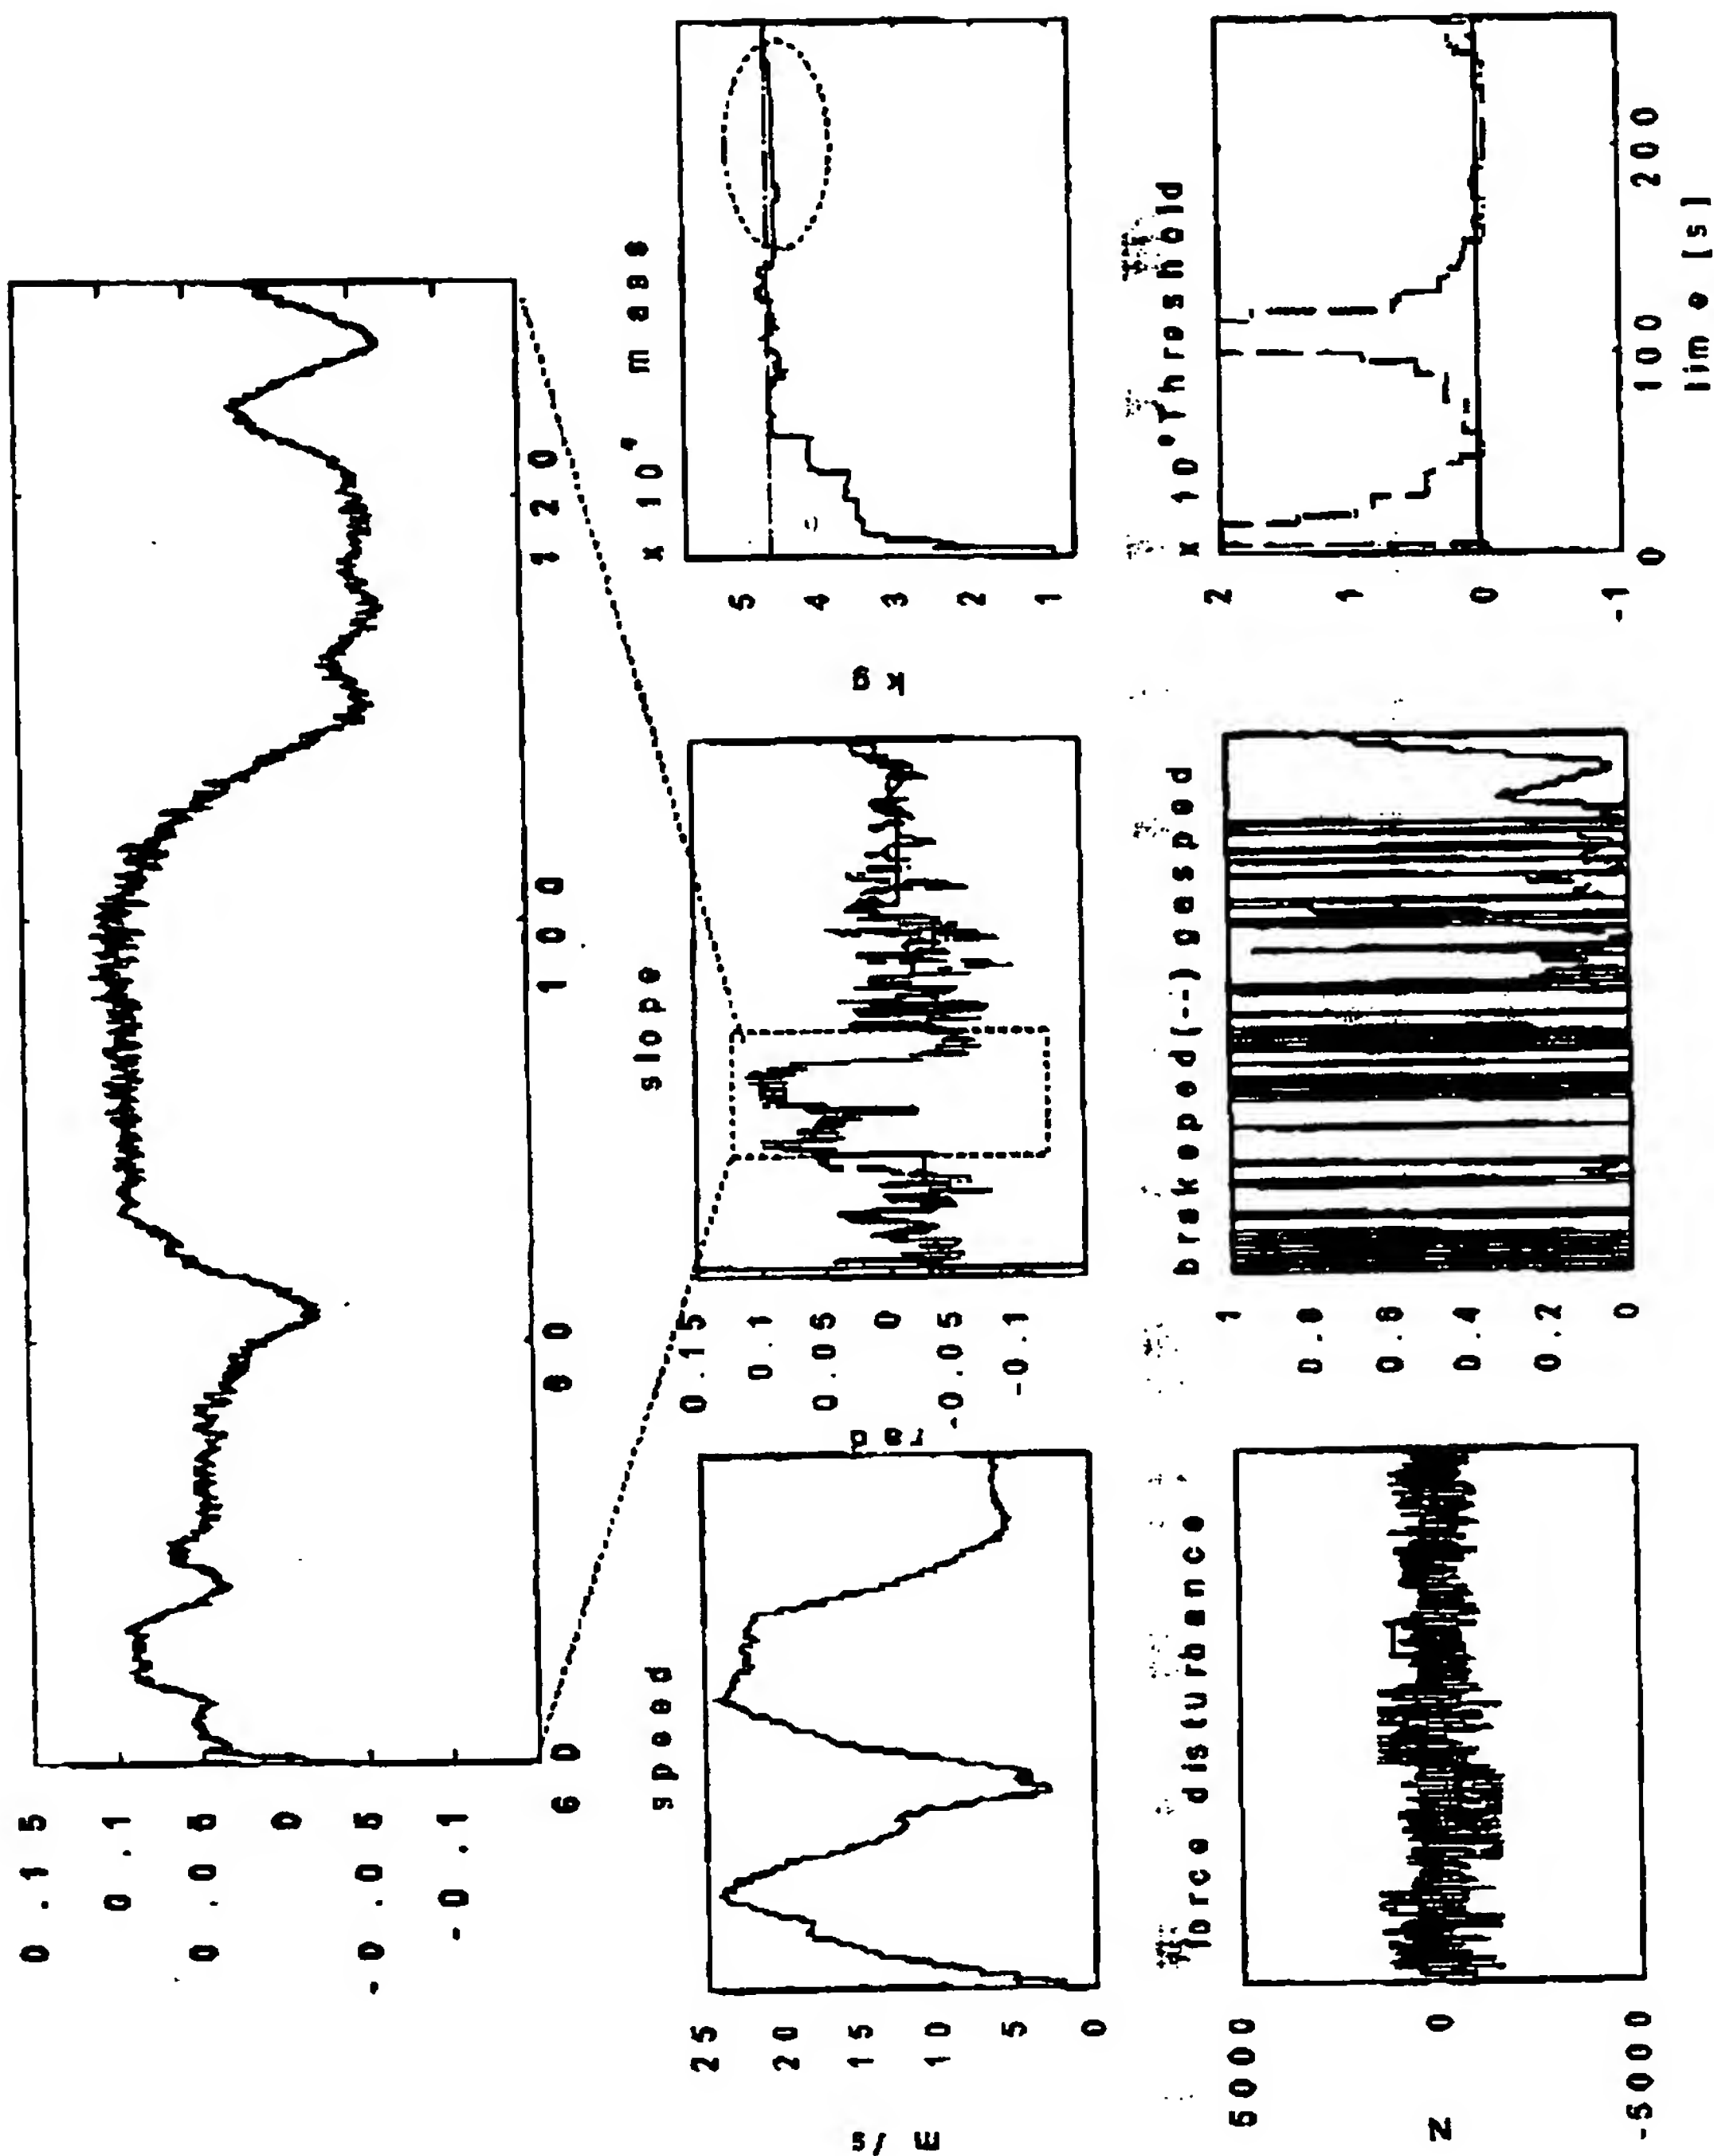 0.15
0.1
0.05
0
-0.05
-0.1
60 80 100 120
speed
slope
x 10⁴ mass
m/s
25
20
15
10
5
0
rad
0.15
0.1
0.05
0
-0.05
-0.1
kg
5
4
3
2
1
force disturbance
brakeped(--) gasped
x 10⁸ Threshold
N
5000
0
-5000
1
0.8
0.6
0.4
0.2
0
2
1
0
-1
0 100 200
time [s]